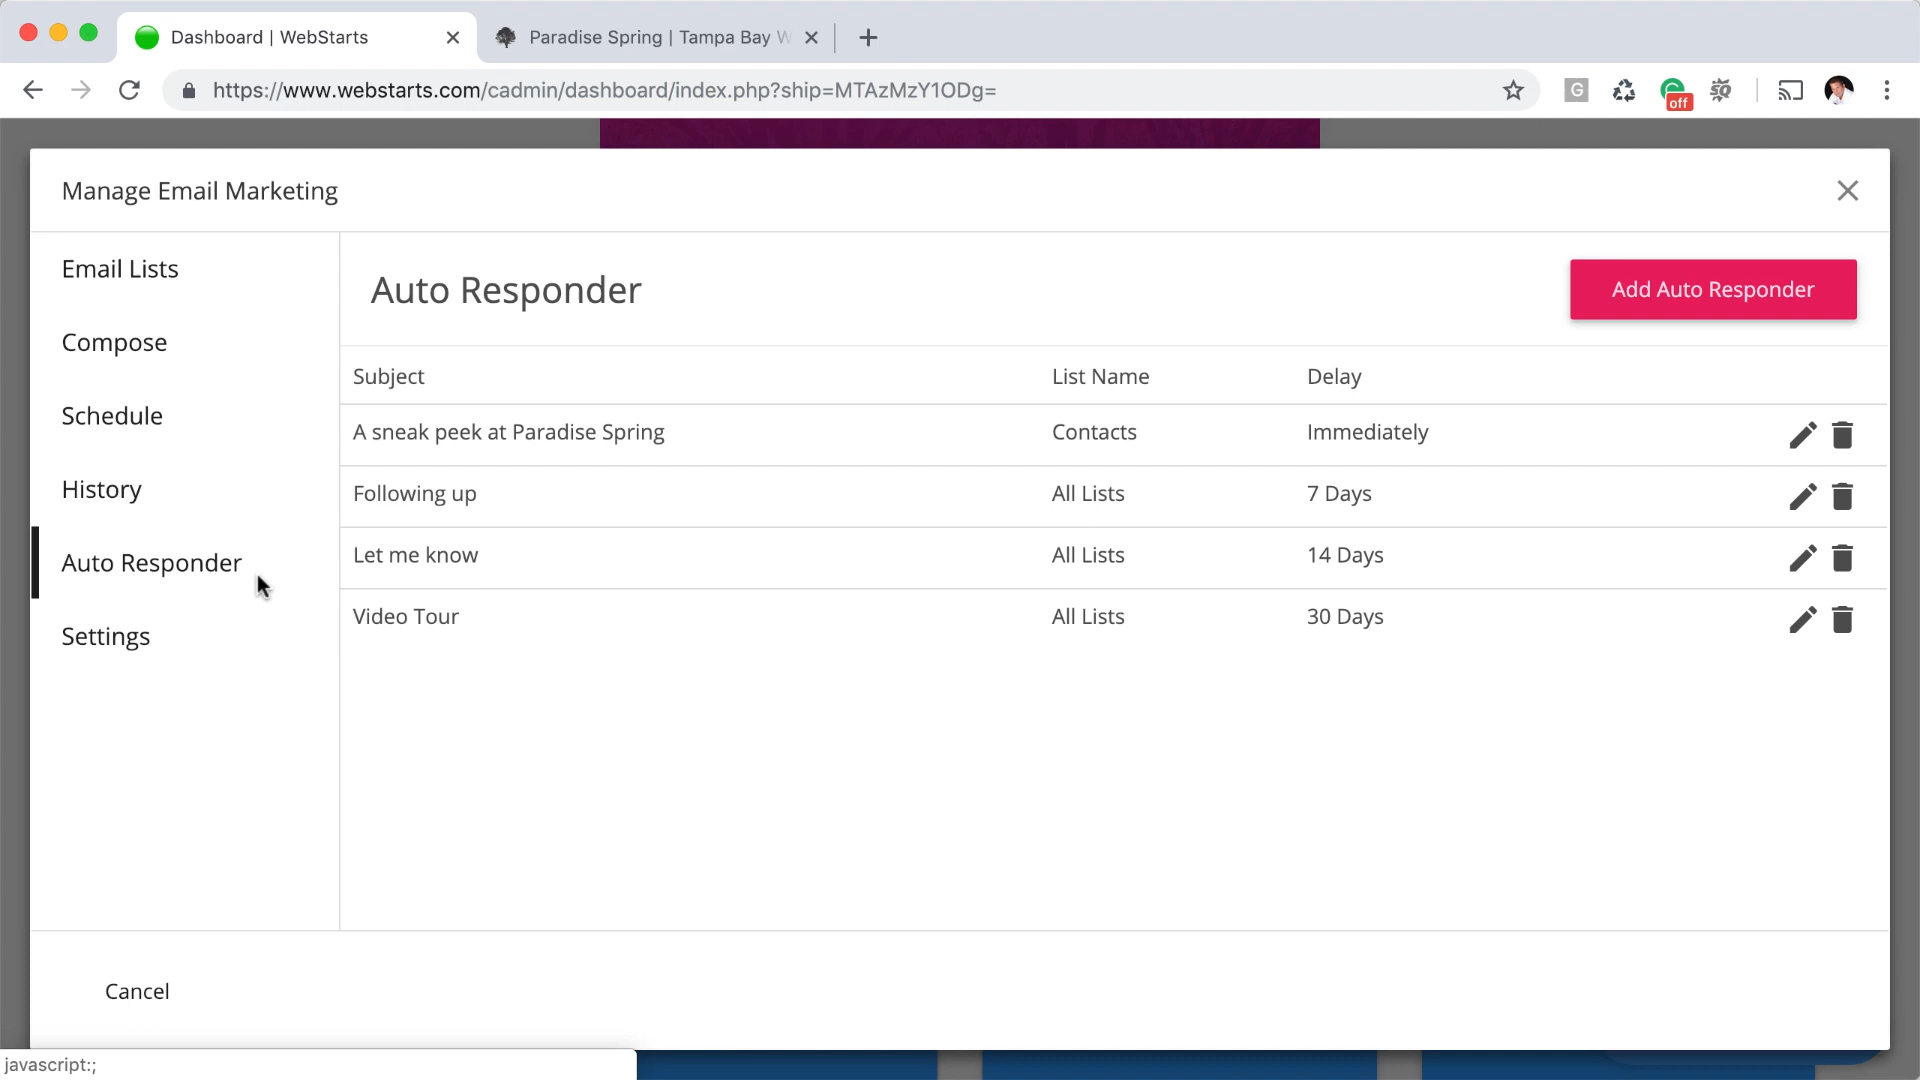 Dashboard | WebStarts
Paradise Spring | Tampa Bay W
https://www.webstarts.com/cadmin/dashboard/index.php?ship=MTAzMzY1ODg=
G
off
Manage Email Marketing
Email Lists
Compose
Schedule
History
Auto Responder
Settings
Auto Responder
Add Auto Responder
Subject List Name Delay
A sneak peek at Paradise Spring Contacts Immediately
Following up All Lists 7 Days
Let me know All Lists 14 Days
Video Tour All Lists 30 Days
Cancel
javascript:;